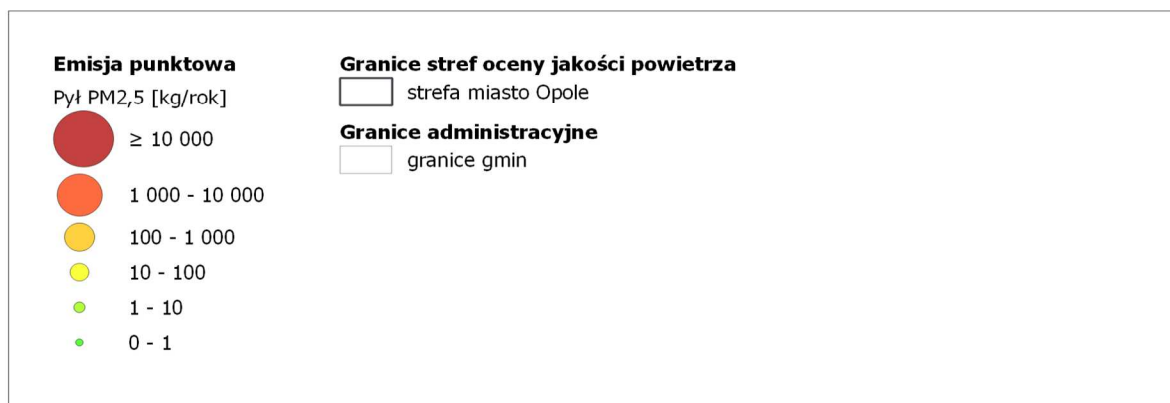 Emisja punktowa
Pył PM2,5 [kg/rok]
≥ 10 000
1 000 - 10 000
100 - 1 000
10 - 100
1 - 10
0 - 1
Granice stref oceny jakości powietrza
strefa miasto Opole
Granice administracyjne
granice gmin